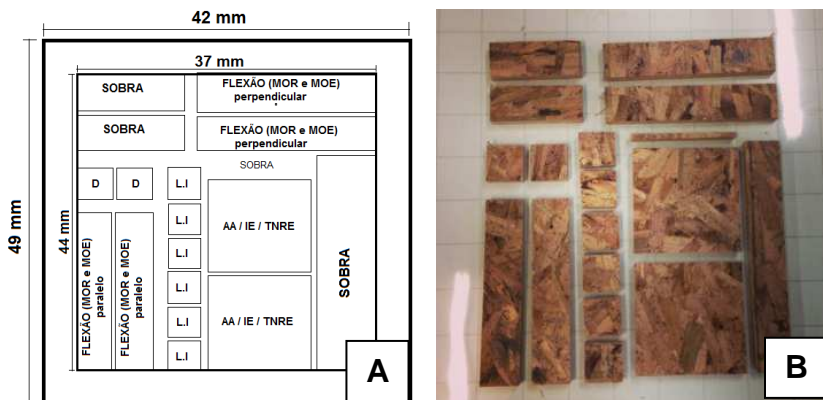 42 mm
49 mm
37 mm
44 mm
SOBRA
FLEXÃO (MOR e MOE)
perpendicular
SOBRA
FLEXÃO (MOR e MOE)
perpendicular
SOBRA
D
D
L.I
L.I
L.I
L.I
L.I
L.I
AA / IE / TNRE
AA / IE / TNRE
SOBRA
FLEXÃO (MOR e MOE)
paralelo
FLEXÃO (MOR e MOE)
paralelo
A
B